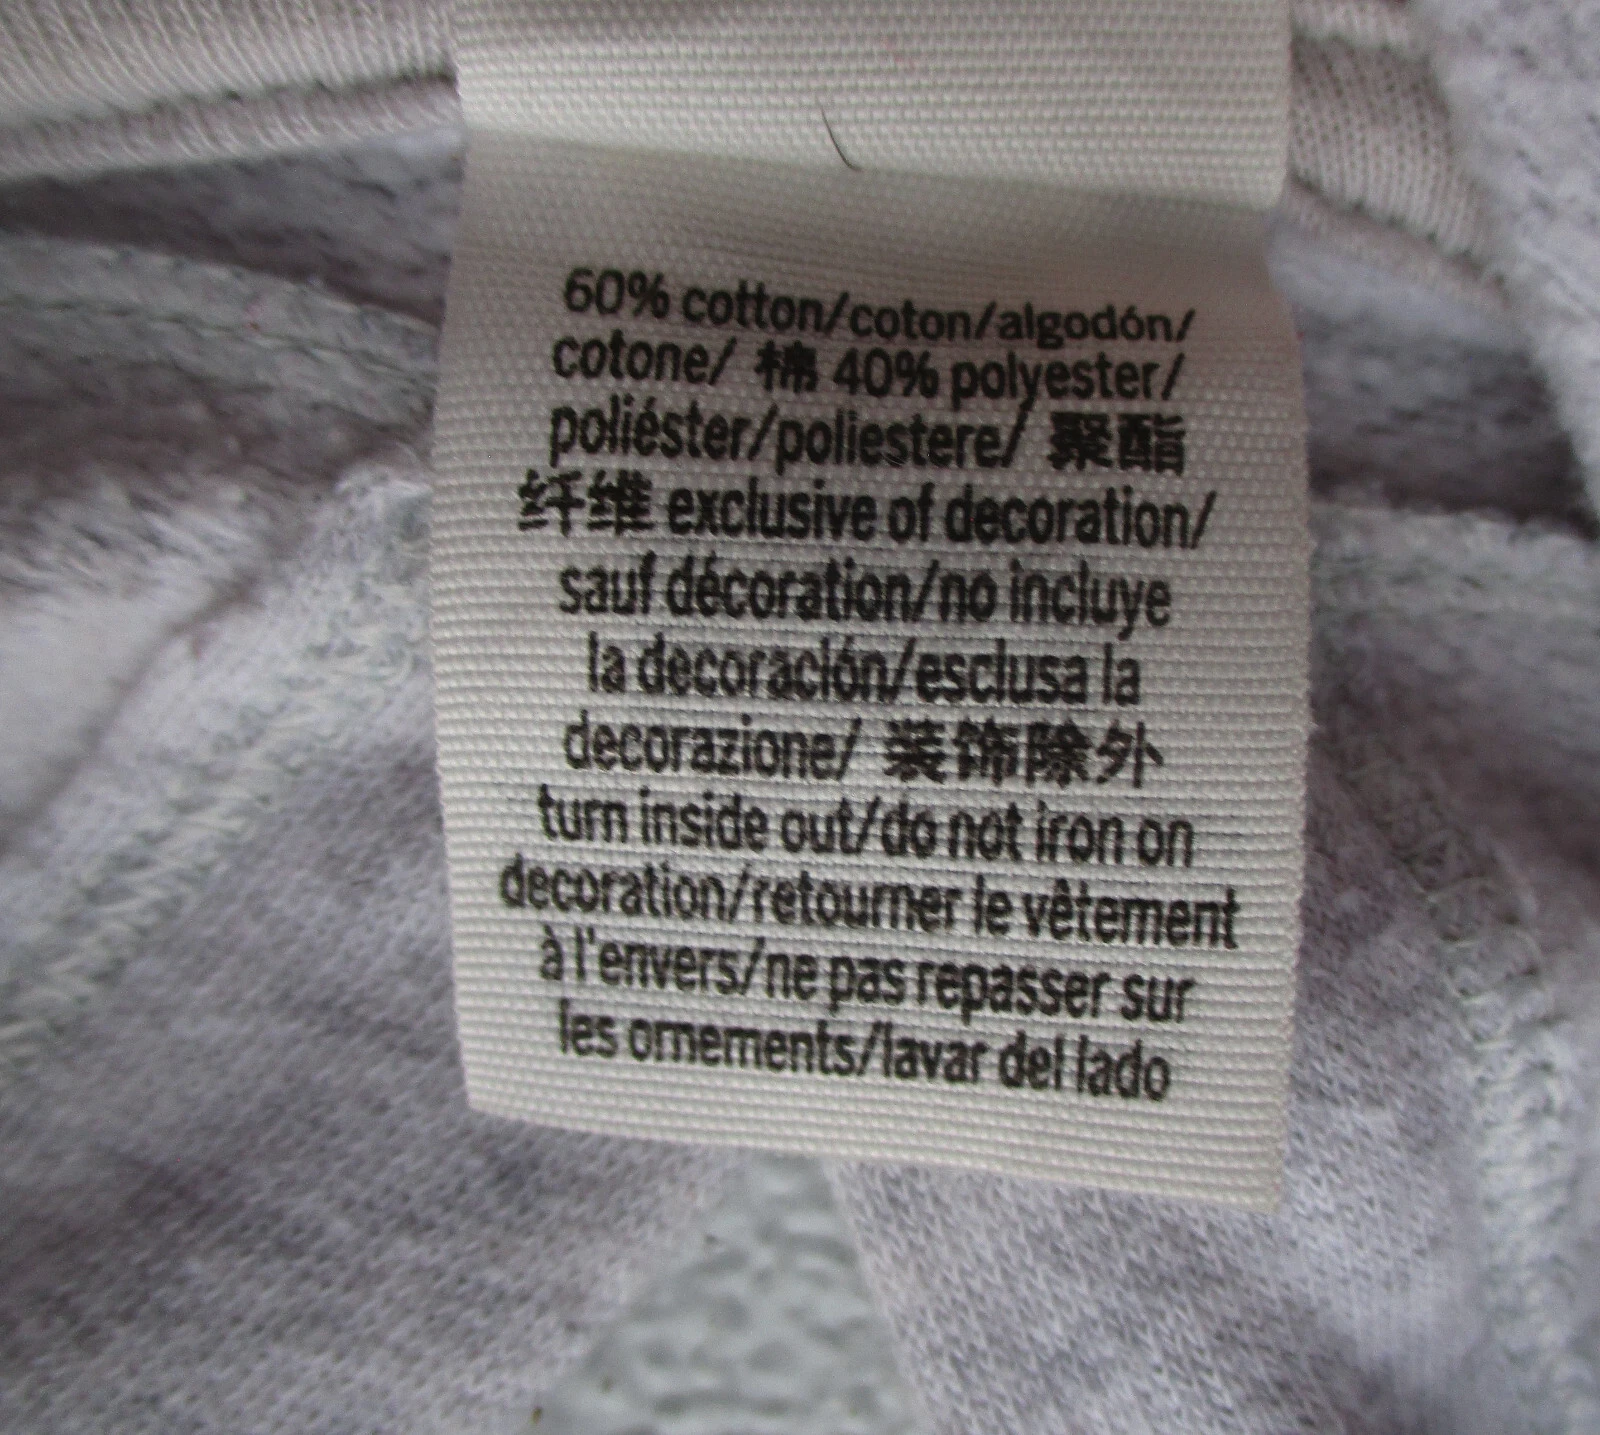 60% cotton/coton/algodón/
cotone/ 棉 40% polyester/
poliéster/poliestere/ 聚酯
纤维 exclusive of decoration/
sauf décoration/no incluye
la decoración/esclusa la
decorazione/ 装饰除外
turn inside out/do not iron on
decoration/retourner le vêtement
à l'envers/ne pas repasser sur
les ornements/lavar del lado